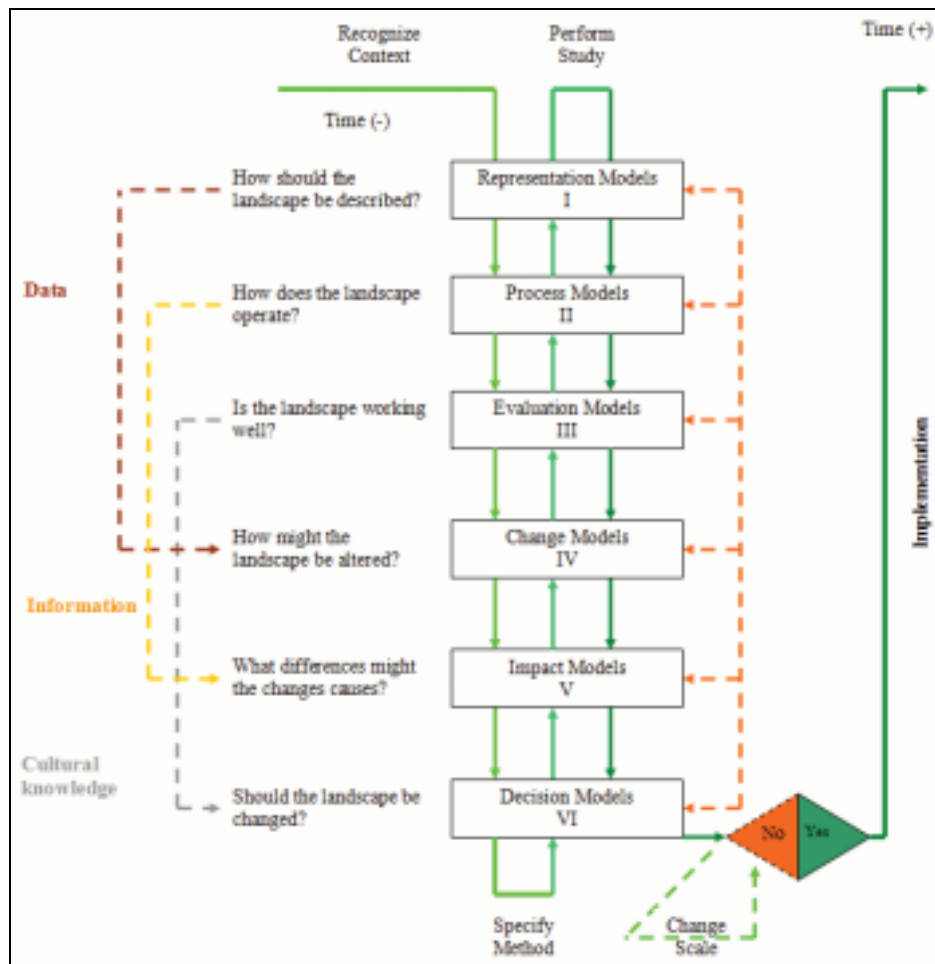 Recognize
Context
Perform
Study
Time (+)
Time (-)
How should the
landscape be described?
Representation Models
I
Data
How does the landscape
operate?
Process Models
II
Is the landscape working
well?
Evaluation Models
III
Implementation
How might the
landscape be altered?
Change Models
IV
Information
What differences might
the changes causes?
Impact Models
V
Cultural
knowledge
Should the landscape be
changed?
Decision Models
VI
No
Yes
Specify
Method
Change
Scale